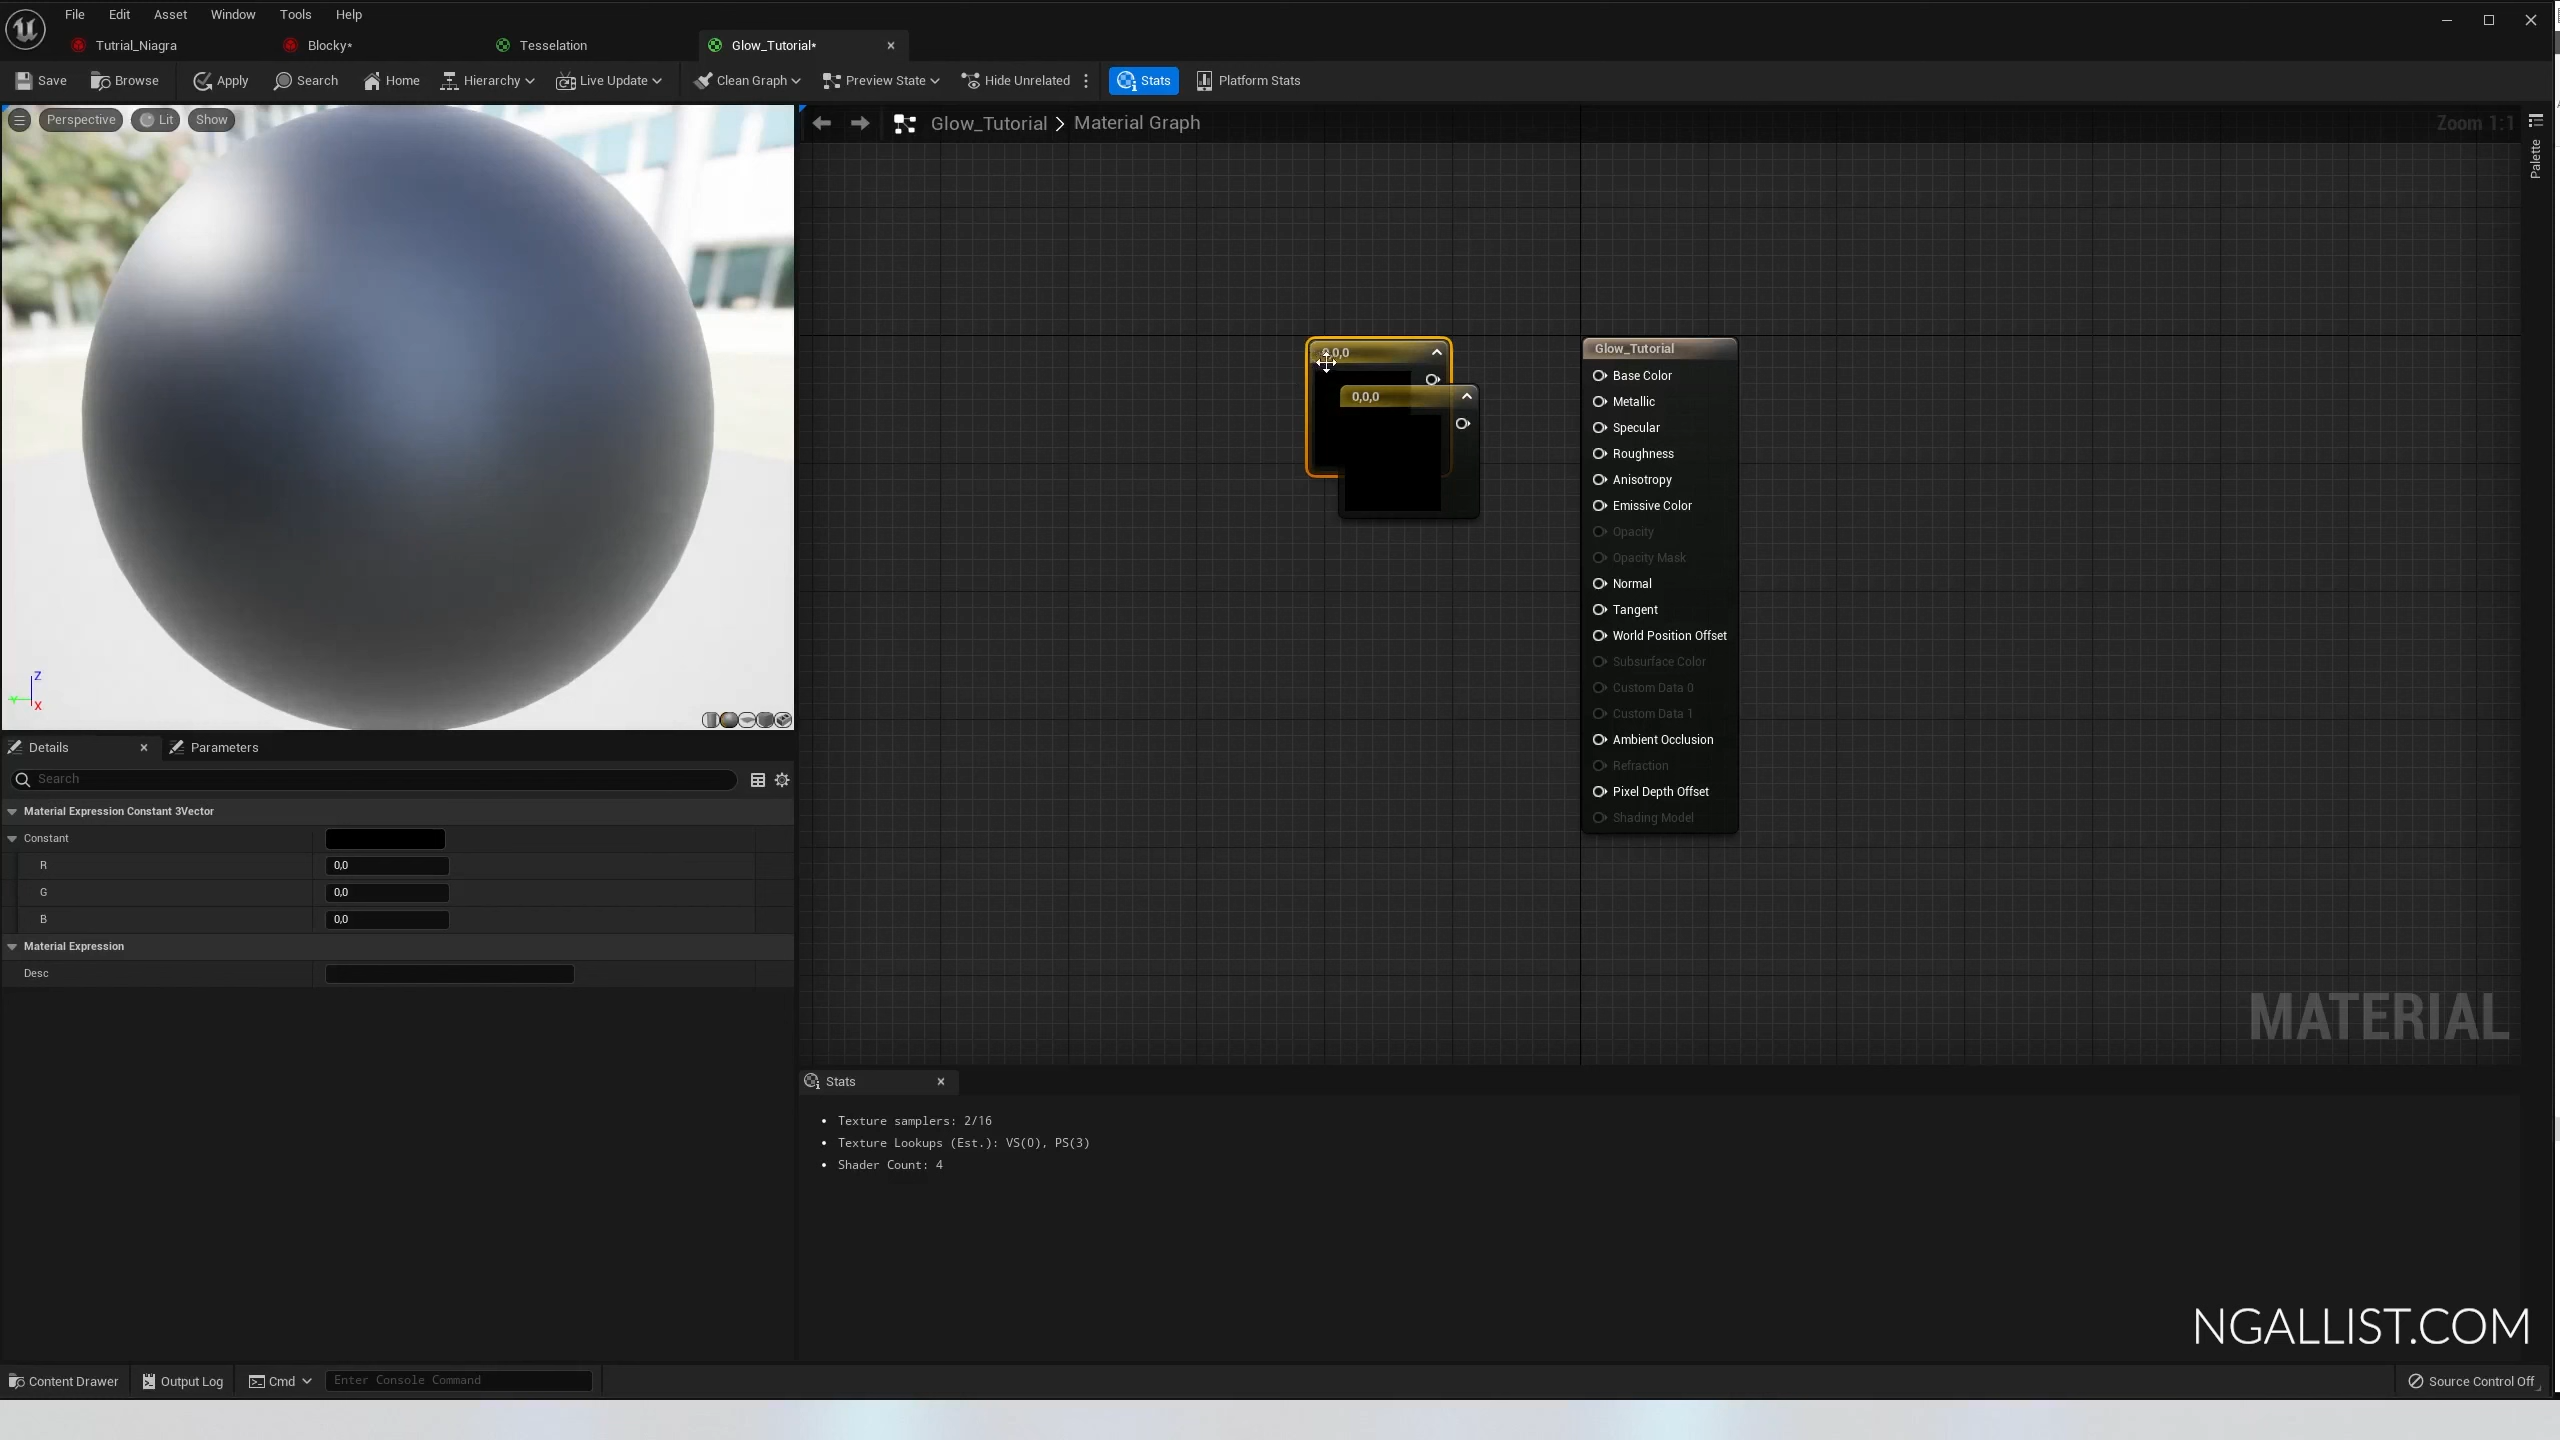 File Edit Asset Window Tools Help
Tutrial_Niagra Blocky* Tesselation Glow_Tutorial*
Save Browse Apply Search Home Hierarchy Live Update Clean Graph Preview State Hide Unrelated Stats Platform Stats
Perspective Lit Show
Glow_Tutorial > Material Graph
Zoom 1:1
Palette
0,0,0
0,0,0
Glow_Tutorial
Base Color
Metallic
Specular
Roughness
Anisotropy
Emissive Color
Opacity
Opacity Mask
Normal
Tangent
World Position Offset
Subsurface Color
Custom Data 0
Custom Data 1
Ambient Occlusion
Refraction
Pixel Depth Offset
Shading Model
MATERIAL
Z
Y
X
Details Parameters
Search
Material Expression Constant 3Vector
Constant
R 0,0
G 0,0
B 0,0
Material Expression
Desc
Stats
• Texture samplers: 2/16
• Texture Lookups (Est.): VS(0), PS(3)
• Shader Count: 4
NGALLIST.COM
Content Drawer Output Log Cmd Enter Console Command Source Control Off